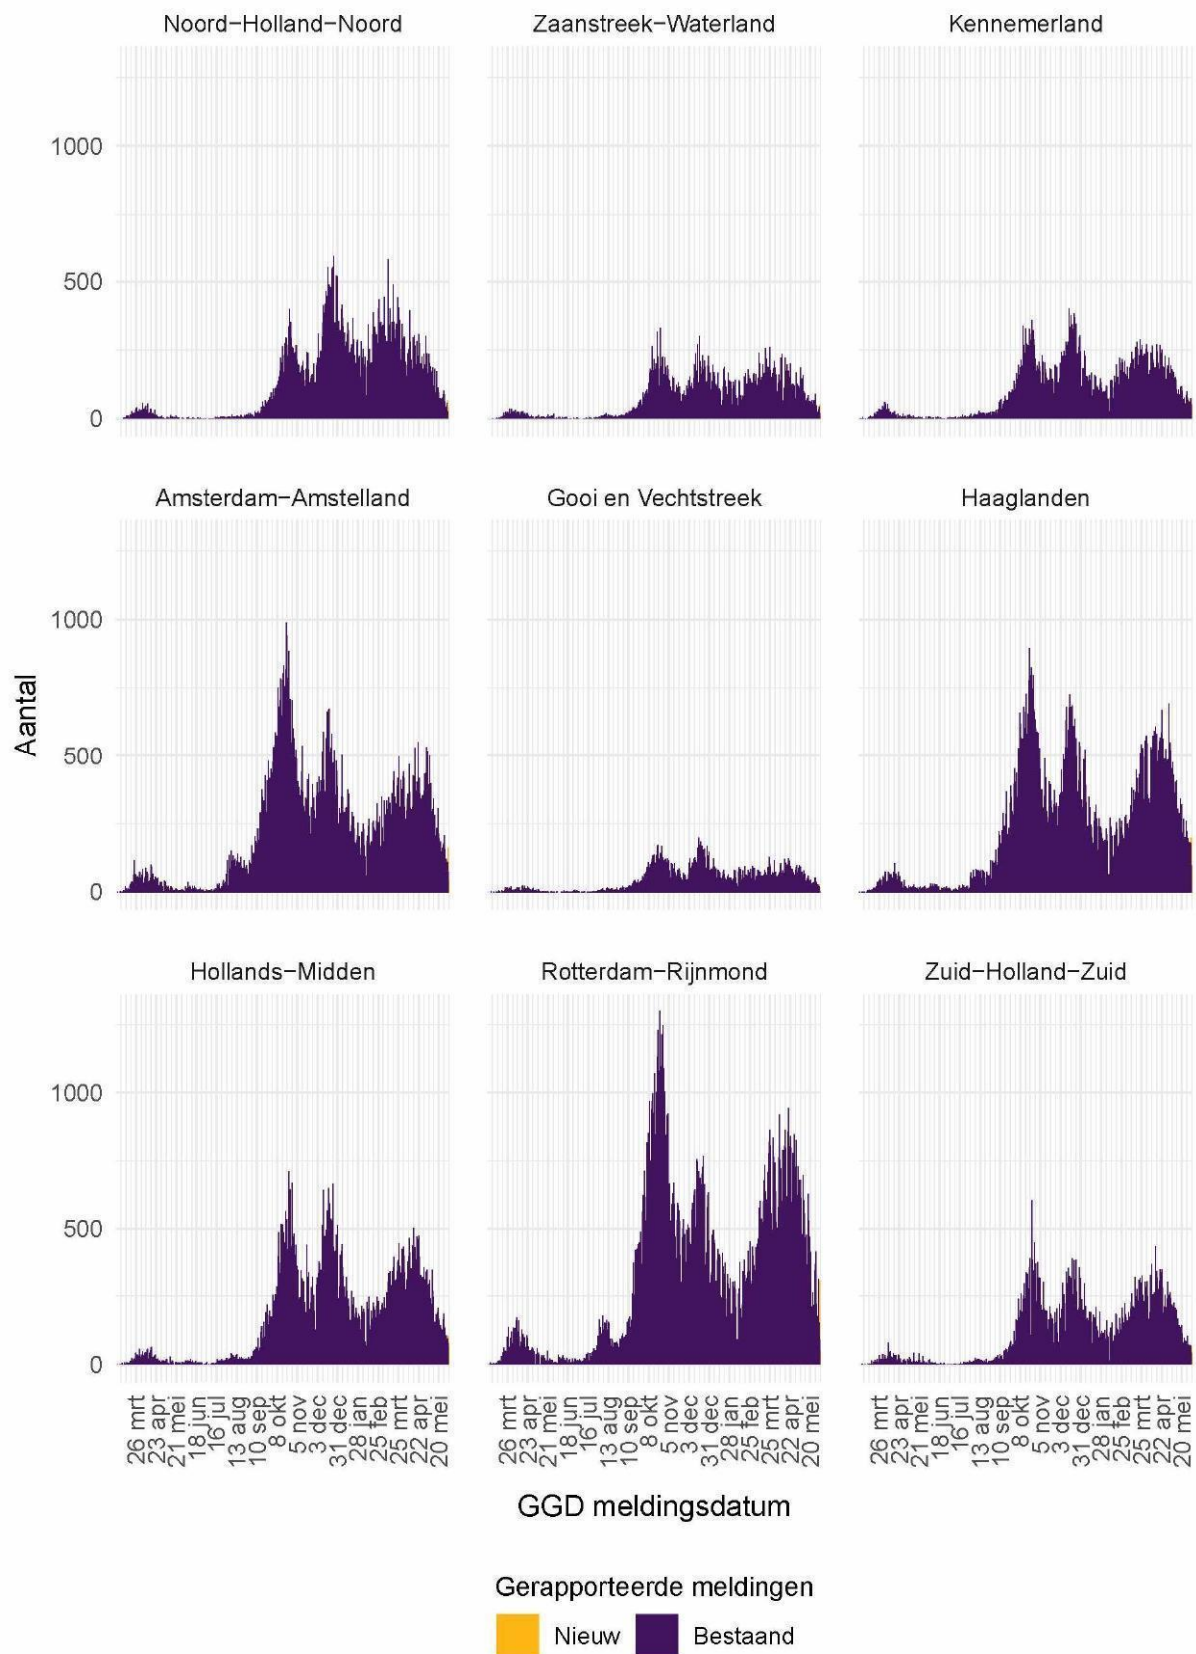 Noord-Holland-Noord Zaanstreek-Waterland Kennemerland
1000
500
0
Amsterdam-Amstelland Gooi en Vechtstreek Haaglanden
1000
500
0
Aantal
Hollands-Midden Rotterdam-Rijnmond Zuid-Holland-Zuid
1000
500
0
26 mrt 23 apr 21 mei 18 jun 16 jul 13 aug 10 sep 8 okt 5 nov 3 dec 31 dec 28 jan 25 feb 25 mrt 22 apr 20 mei
26 mrt 23 apr 21 mei 18 jun 16 jul 13 aug 10 sep 8 okt 5 nov 3 dec 31 dec 28 jan 25 feb 25 mrt 22 apr 20 mei
26 mrt 23 apr 21 mei 18 jun 16 jul 13 aug 10 sep 8 okt 5 nov 3 dec 31 dec 28 jan 25 feb 25 mrt 22 apr 20 mei
GGD meldingsdatum
Gerapporteerde meldingen
Nieuw Bestaand